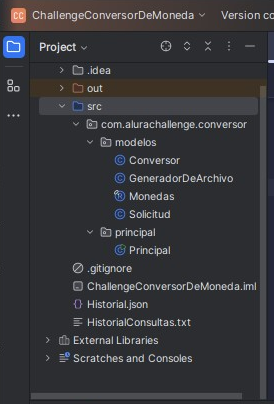 CC ChallengeConversorDeMoneda Version co
Project
.idea
out
src
com.alurachallenge.conversor
modelos
Conversor
GeneradorDeArchivo
Monedas
Solicitud
principal
Principal
.gitignore
ChallengeConversorDeMoneda.iml
Historial.json
HistorialConsultas.txt
External Libraries
Scratches and Consoles